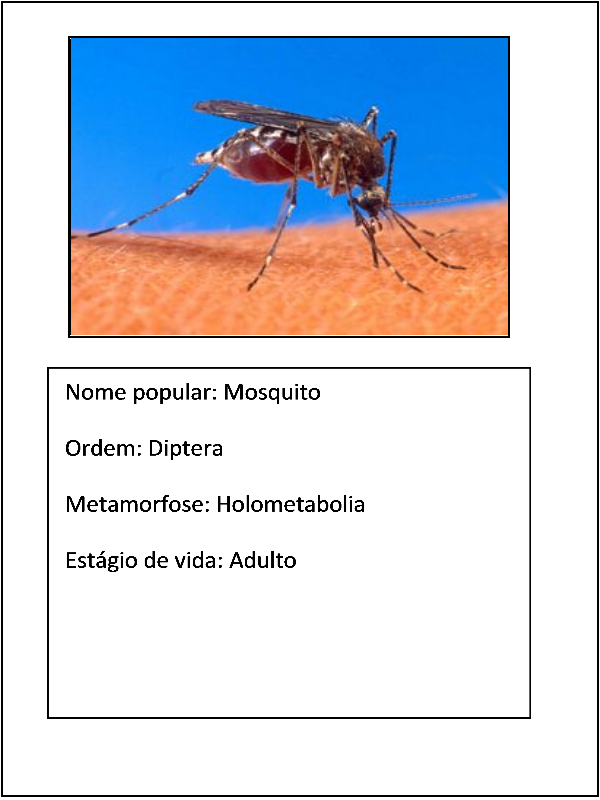 Nome popular: Mosquito
Ordem: Diptera
Metamorfose: Holometabolia
Estágio de vida: Adulto